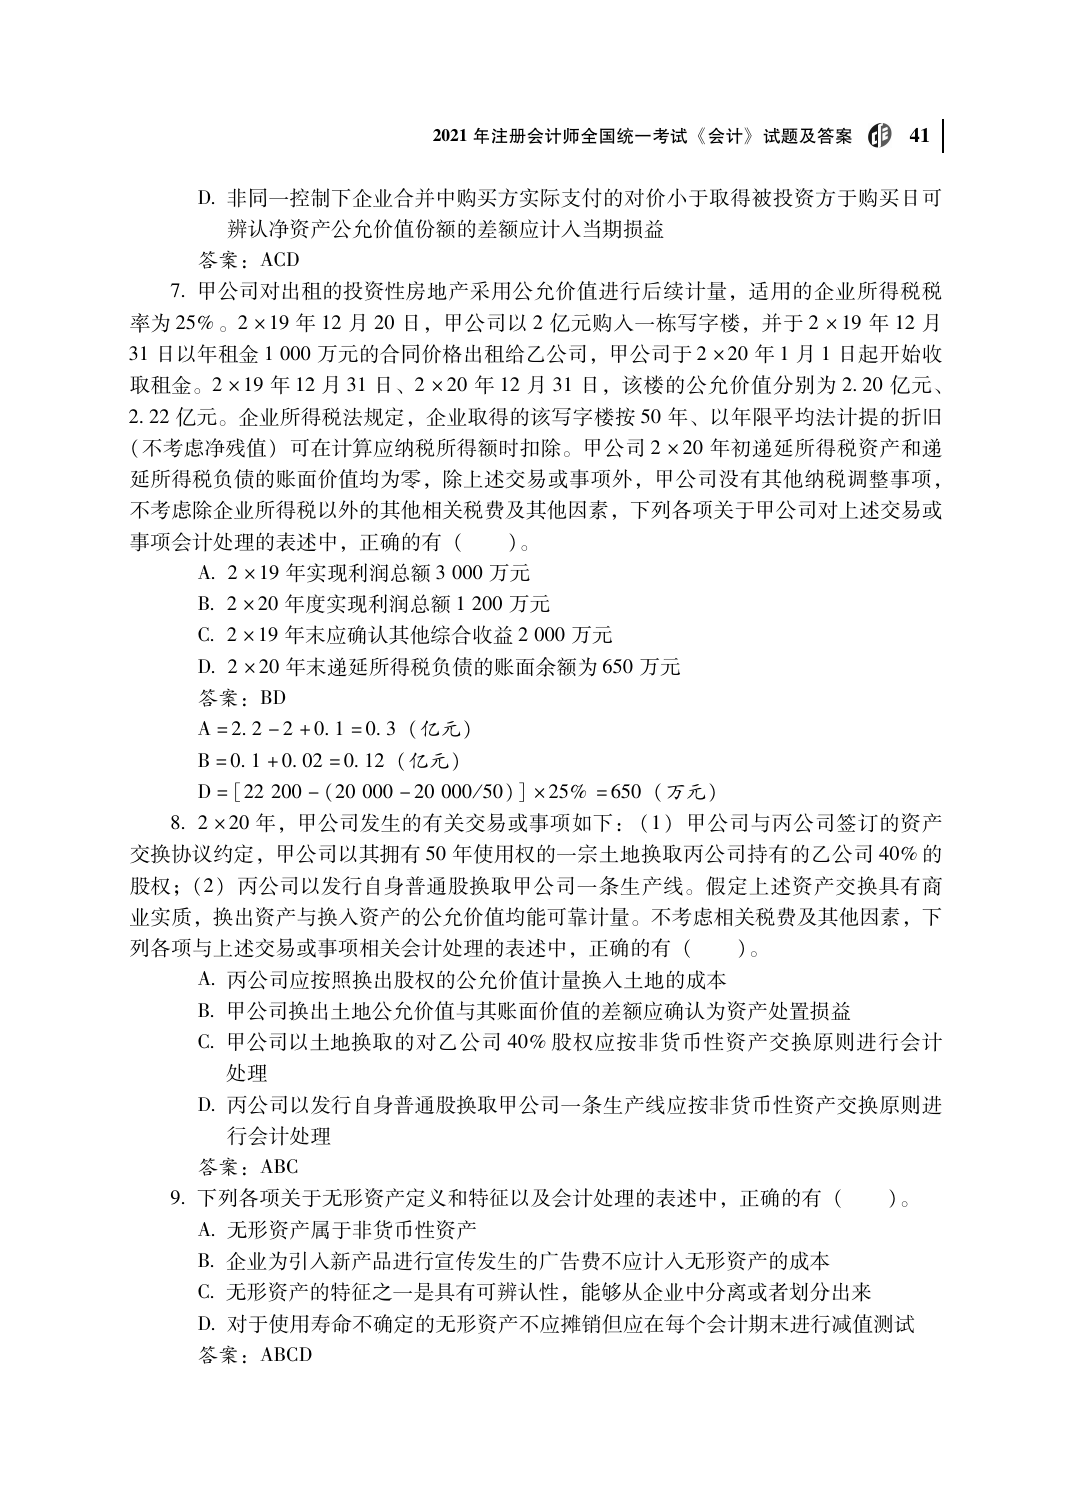 2021 年注册会计师全国统一考试《会计》试题及答案 41
D. 非同一控制下企业合并中购买方实际支付的对价小于取得被投资方于购买日可
辨认净资产公允价值份额的差额应计入当期损益
答案：ACD
7. 甲公司对出租的投资性房地产采用公允价值进行后续计量，适用的企业所得税税
率为 25%。2×19 年 12 月 20 日，甲公司以 2 亿元购入一栋写字楼，并于 2×19 年 12 月
31 日以年租金 1 000 万元的合同价格出租给乙公司，甲公司于 2×20 年 1 月 1 日起开始收
取租金。2×19 年 12 月 31 日、2×20 年 12 月 31 日，该楼的公允价值分别为 2.20 亿元、
2.22 亿元。企业所得税法规定，企业取得的该写字楼按 50 年、以年限平均法计提的折旧
（不考虑净残值）可在计算应纳税所得额时扣除。甲公司 2×20 年初递延所得税资产和递
延所得税负债的账面价值均为零，除上述交易或事项外，甲公司没有其他纳税调整事项，
不考虑除企业所得税以外的其他相关税费及其他因素，下列各项关于甲公司对上述交易或
事项会计处理的表述中，正确的有（　　）。
A. 2×19 年实现利润总额 3 000 万元
B. 2×20 年度实现利润总额 1 200 万元
C. 2×19 年末应确认其他综合收益 2 000 万元
D. 2×20 年末递延所得税负债的账面余额为 650 万元
答案：BD
A=2.2-2+0.1=0.3（亿元）
B=0.1+0.02=0.12（亿元）
D=[22 200-(20 000-20 000/50)]×25%=650（万元）
8. 2×20 年，甲公司发生的有关交易或事项如下：（1）甲公司与丙公司签订的资产
交换协议约定，甲公司以其拥有 50 年使用权的一宗土地换取丙公司持有的乙公司 40% 的
股权；（2）丙公司以发行自身普通股换取甲公司一条生产线。假定上述资产交换具有商
业实质，换出资产与换入资产的公允价值均能可靠计量。不考虑相关税费及其他因素，下
列各项与上述交易或事项相关会计处理的表述中，正确的有（　　）。
A. 丙公司应按照换出股权的公允价值计量换入土地的成本
B. 甲公司换出土地公允价值与其账面价值的差额应确认为资产处置损益
C. 甲公司以土地换取的对乙公司 40% 股权应按非货币性资产交换原则进行会计
处理
D. 丙公司以发行自身普通股换取甲公司一条生产线应按非货币性资产交换原则进
行会计处理
答案：ABC
9. 下列各项关于无形资产定义和特征以及会计处理的表述中，正确的有（　　）。
A. 无形资产属于非货币性资产
B. 企业为引入新产品进行宣传发生的广告费不应计入无形资产的成本
C. 无形资产的特征之一是具有可辨认性，能够从企业中分离或者划分出来
D. 对于使用寿命不确定的无形资产不应摊销但应在每个会计期末进行减值测试
答案：ABCD